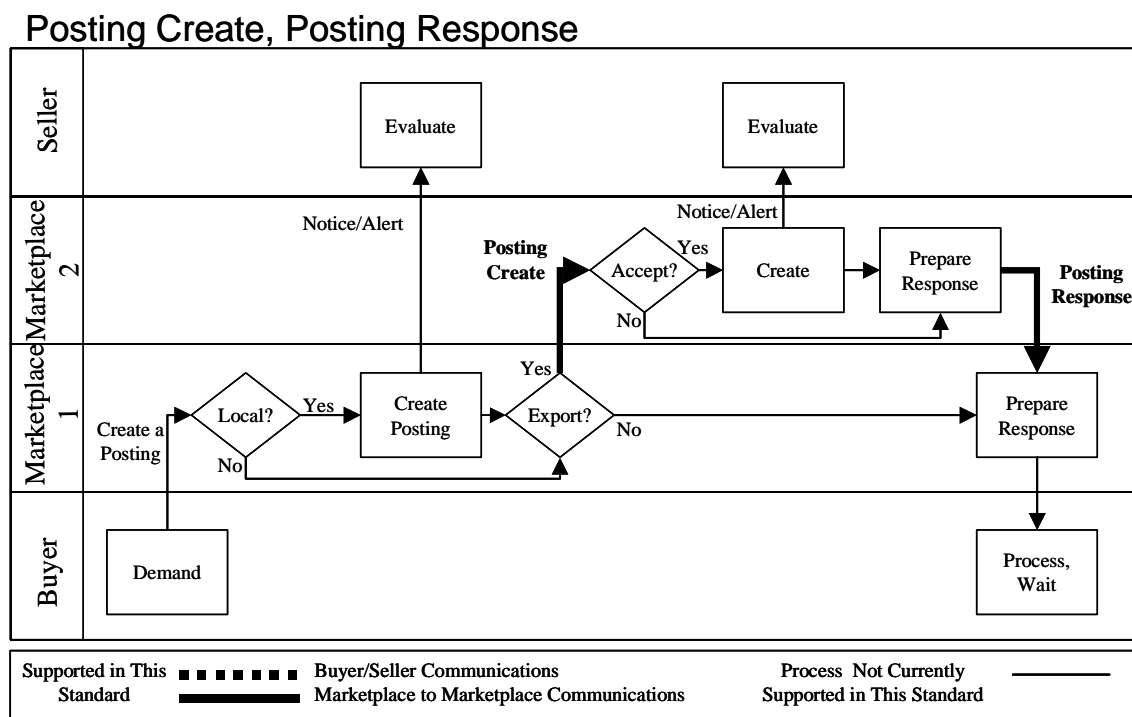 Posting Create, Posting Response
Seller
Evaluate
Evaluate
Marketplace
2
Notice/Alert
Notice/Alert
Posting
Create
Accept?
Yes
No
Create
Prepare
Response
Posting
Response
Marketplace
1
Create a
Posting
Local?
Yes
No
Create
Posting
Yes
Export?
No
Prepare
Response
Buyer
Demand
Process,
Wait
Supported in This
Standard
Buyer/Seller Communications
Marketplace to Marketplace Communications
Process Not Currently
Supported in This Standard